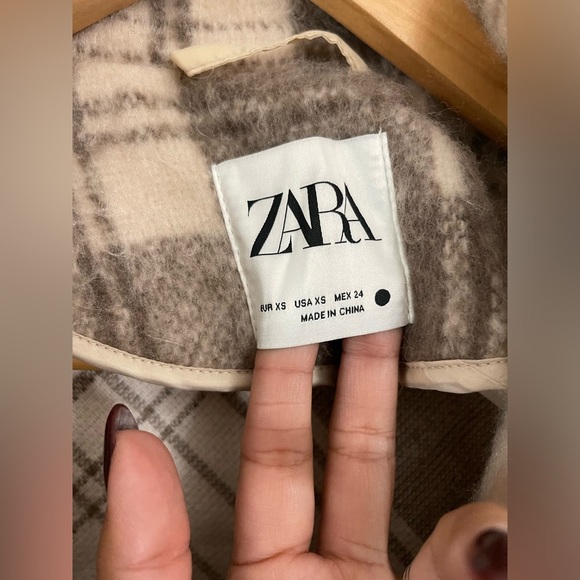 ZARA
EUR XS USA XS MEX 24
MADE IN CHINA